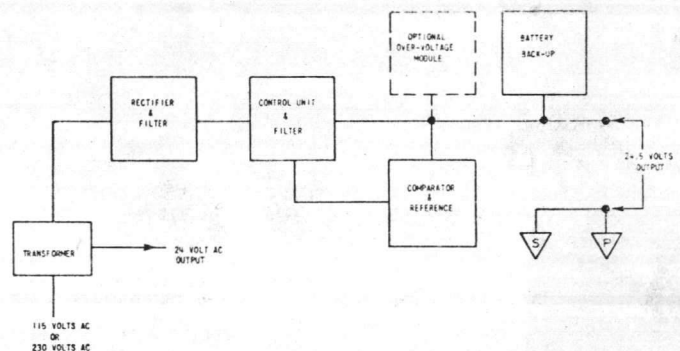 OPTIONAL
OVER-VOLTAGE
MODULE
BATTERY
BACK-UP
RECTIFIER
&
FILTER
CONTROL UNIT
&
FILTER
24.5 VOLTS
OUTPUT
COMPARATOR
&
REFERENCE
S
P
TRANSFORMER
24 VOLT AC
OUTPUT
115 VOLTS AC
OR
230 VOLTS AC